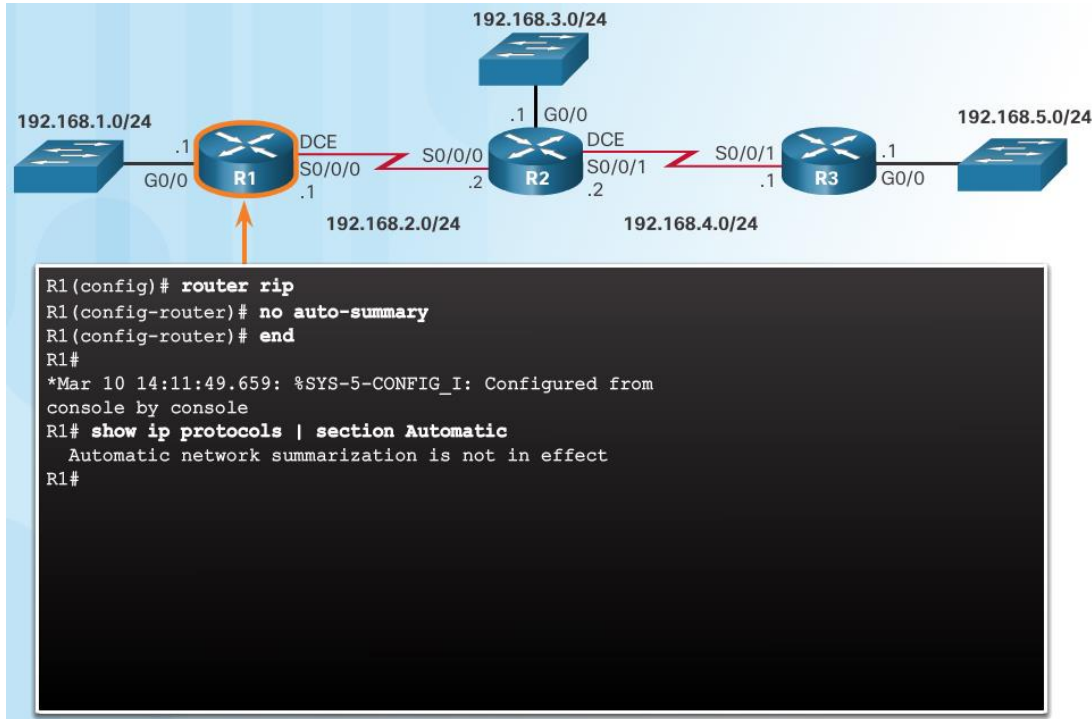 192.168.3.0/24
192.168.1.0/24
192.168.5.0/24
.1 G0/0
.1 DCE
G0/0 R1 S0/0/0
.1
S0/0/0 R2 DCE
.2 S0/0/1
.2
S0/0/1 R3 .1
.1 G0/0
192.168.2.0/24
192.168.4.0/24
R1(config)# router rip
R1(config-router)# no auto-summary
R1(config-router)# end
R1#
*Mar 10 14:11:49.659: %SYS-5-CONFIG_I: Configured from
console by console
R1# show ip protocols | section Automatic
Automatic network summarization is not in effect
R1#